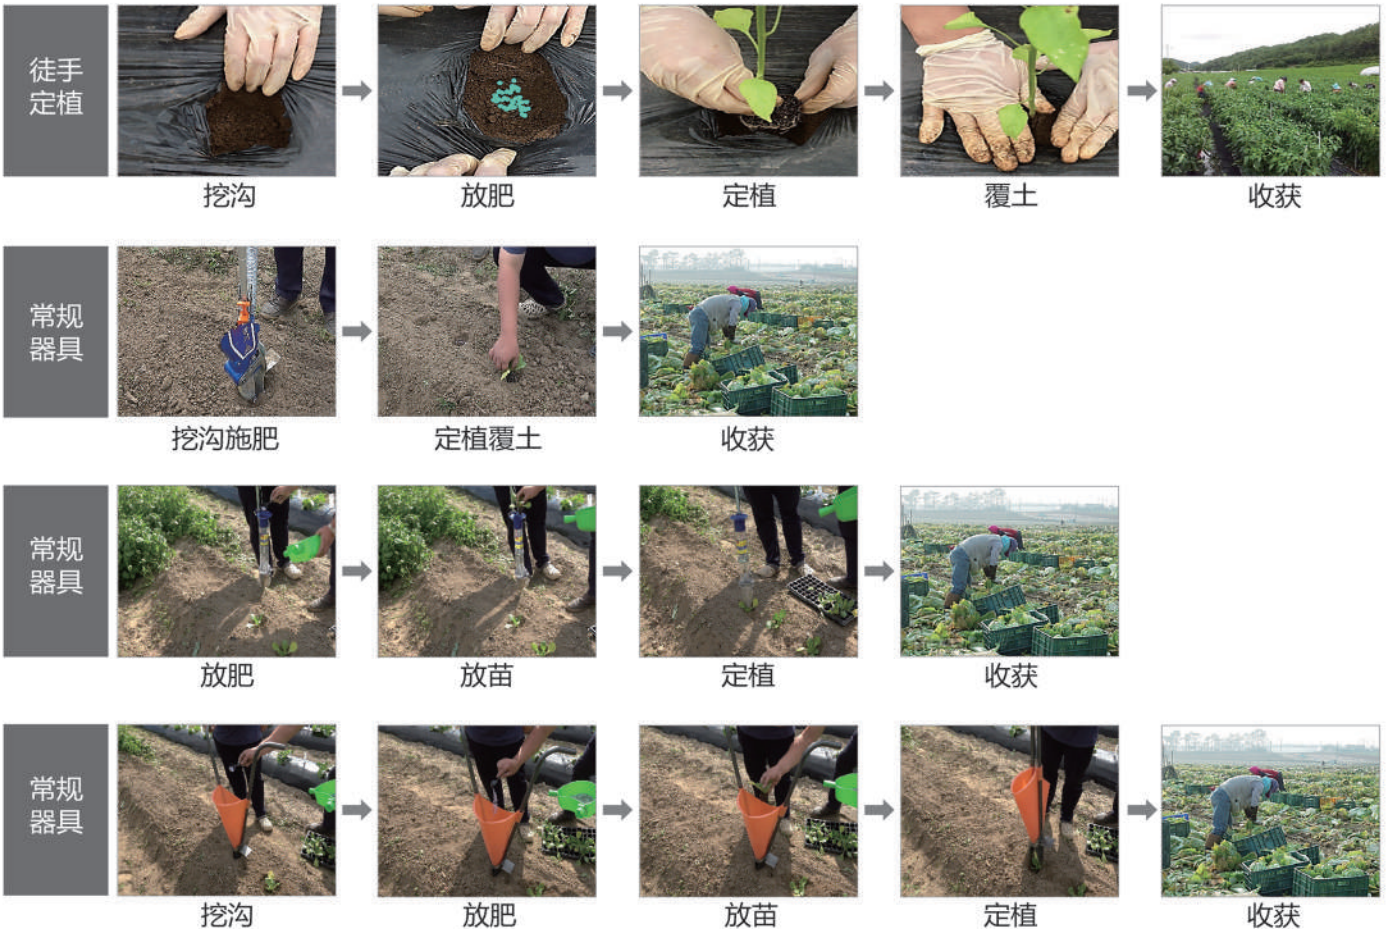 徒手
定植
挖沟
放肥
定植
覆土
收获
常规
器具
挖沟施肥
定植覆土
收获
常规
器具
放肥
放苗
定植
收获
常规
器具
挖沟
放肥
放苗
定植
收获